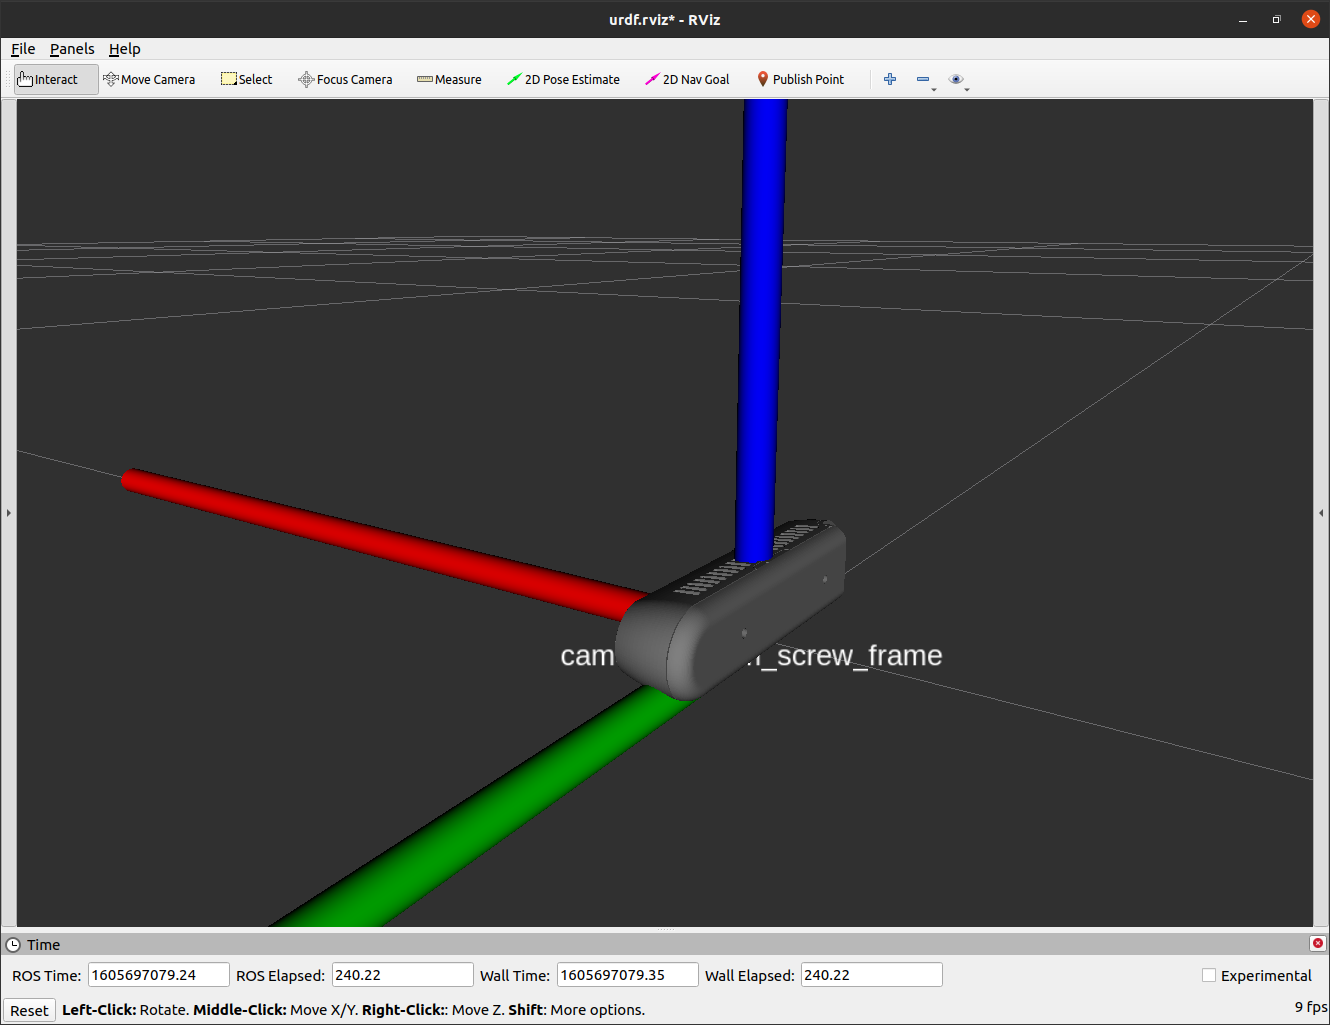 urdf.rviz* - RViz
File Panels Help
Interact Move Camera Select Focus Camera Measure 2D Pose Estimate 2D Nav Goal Publish Point
_screw_frame
Time
ROS Time: 1605697079.24 ROS Elapsed: 240.22 Wall Time: 1605697079.35 Wall Elapsed: 240.22 Experimental
Reset Left-Click: Rotate. Middle-Click: Move X/Y. Right-Click:: Move Z. Shift: More options. 9 fps